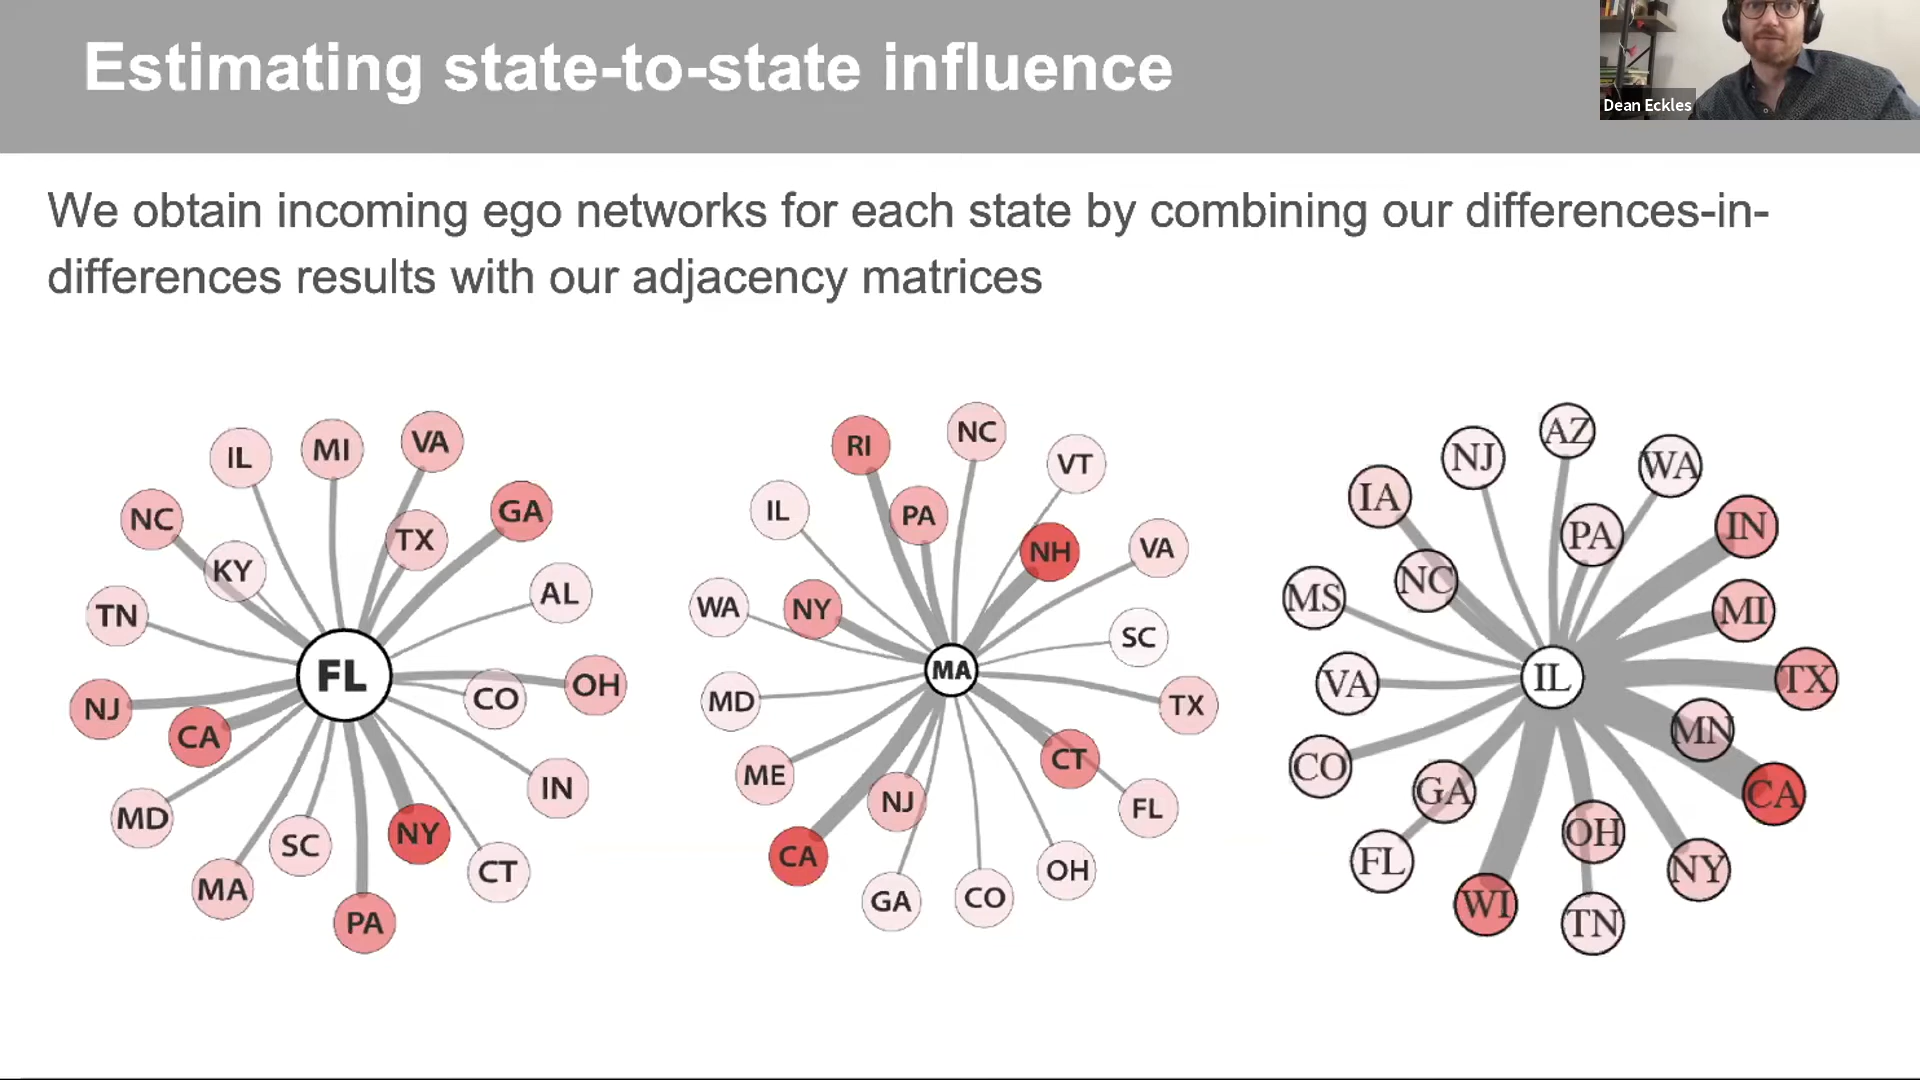 Estimating state-to-state influence
Dean Eckles
We obtain incoming ego networks for each state by combining our differences-in-
differences results with our adjacency matrices
IL
MI
VA
NC
KY
TX
GA
TN
AL
FL
NJ
CA
CO
OH
MD
SC
NY
IN
MA
PA
CT
RI
NC
VT
IL
PA
NH
VA
WA
NY
SC
MA
MD
TX
ME
NJ
CT
FL
CA
GA
CO
OH
NJ
AZ
WA
IA
PA
IN
MS
NC
MI
VA
IL
TX
MN
CO
GA
CA
FL
OH
NY
WI
TN